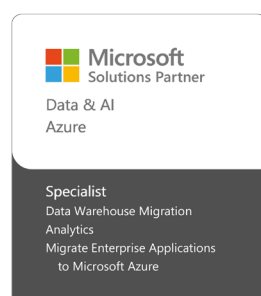 Microsoft
Solutions Partner
Data & AI
Azure
Specialist
Data Warehouse Migration
Analytics
Migrate Enterprise Applications
to Microsoft Azure